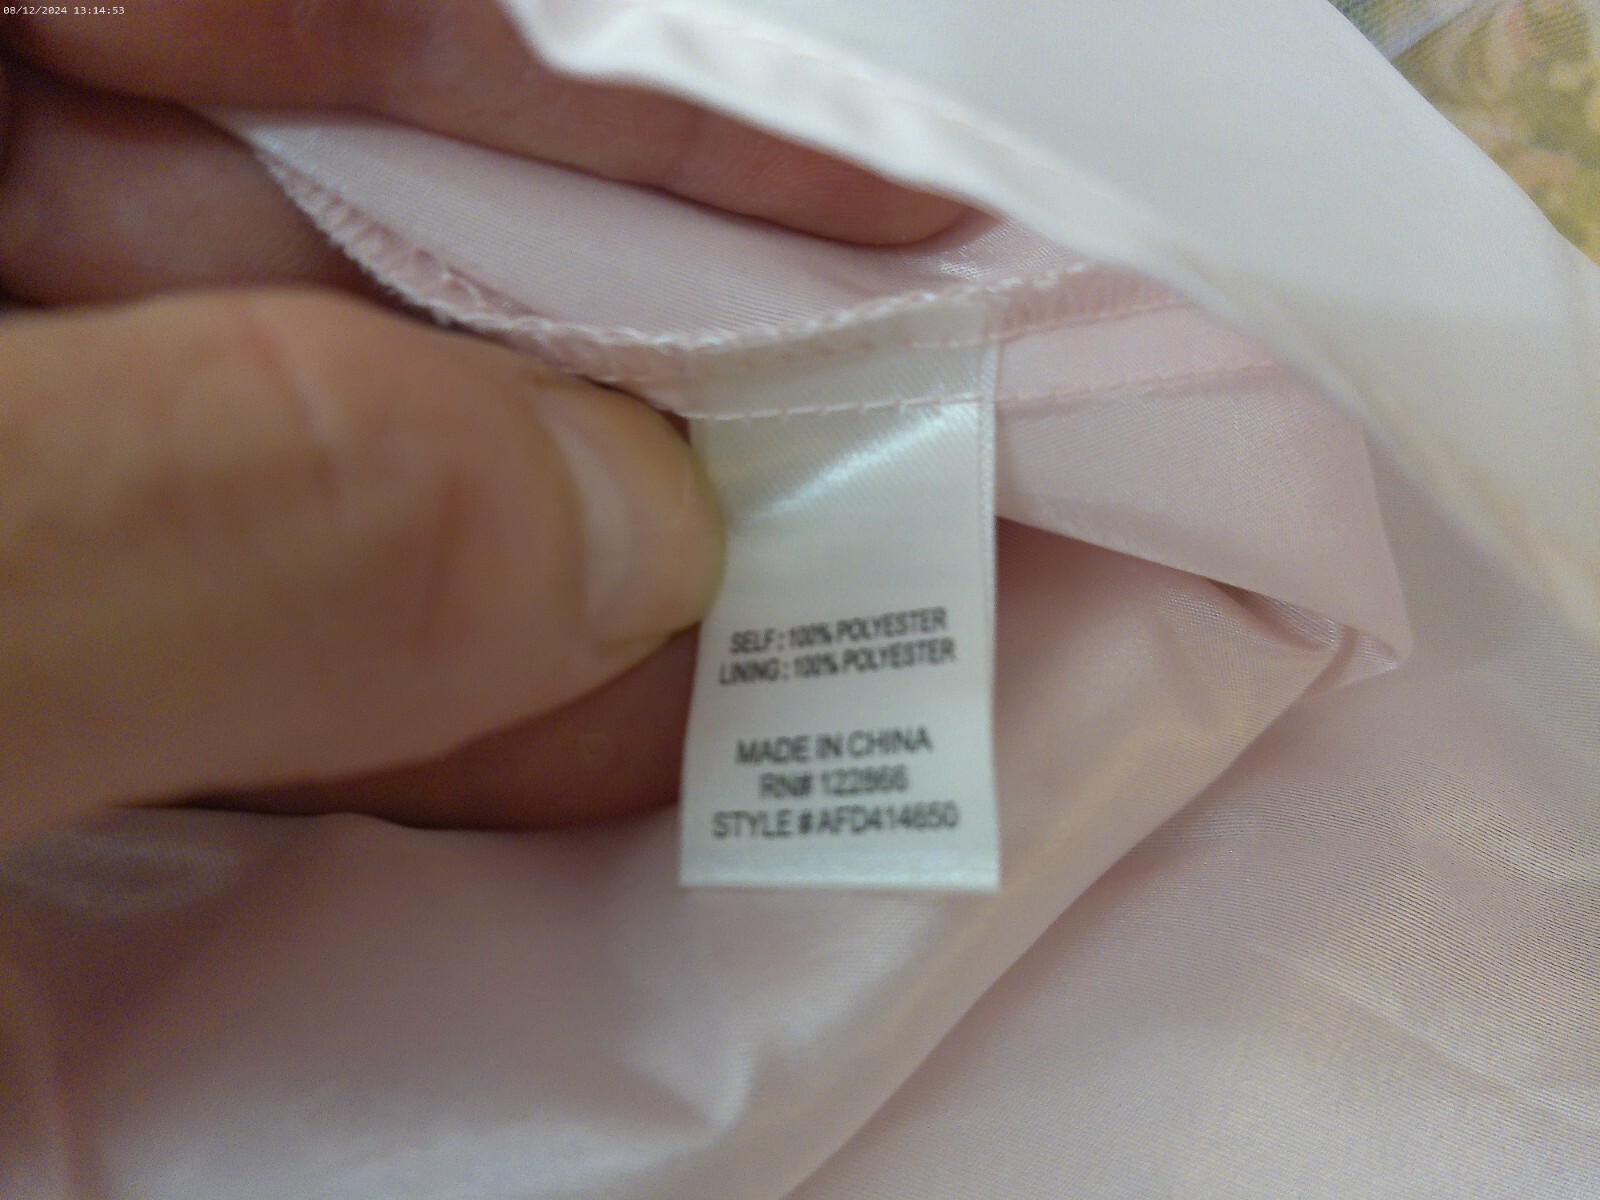 08/12/2024 13:14:53
SELF : 100% POLYESTER
LINING : 100% POLYESTER
MADE IN CHINA
RN# 122866
STYLE # AFD414650